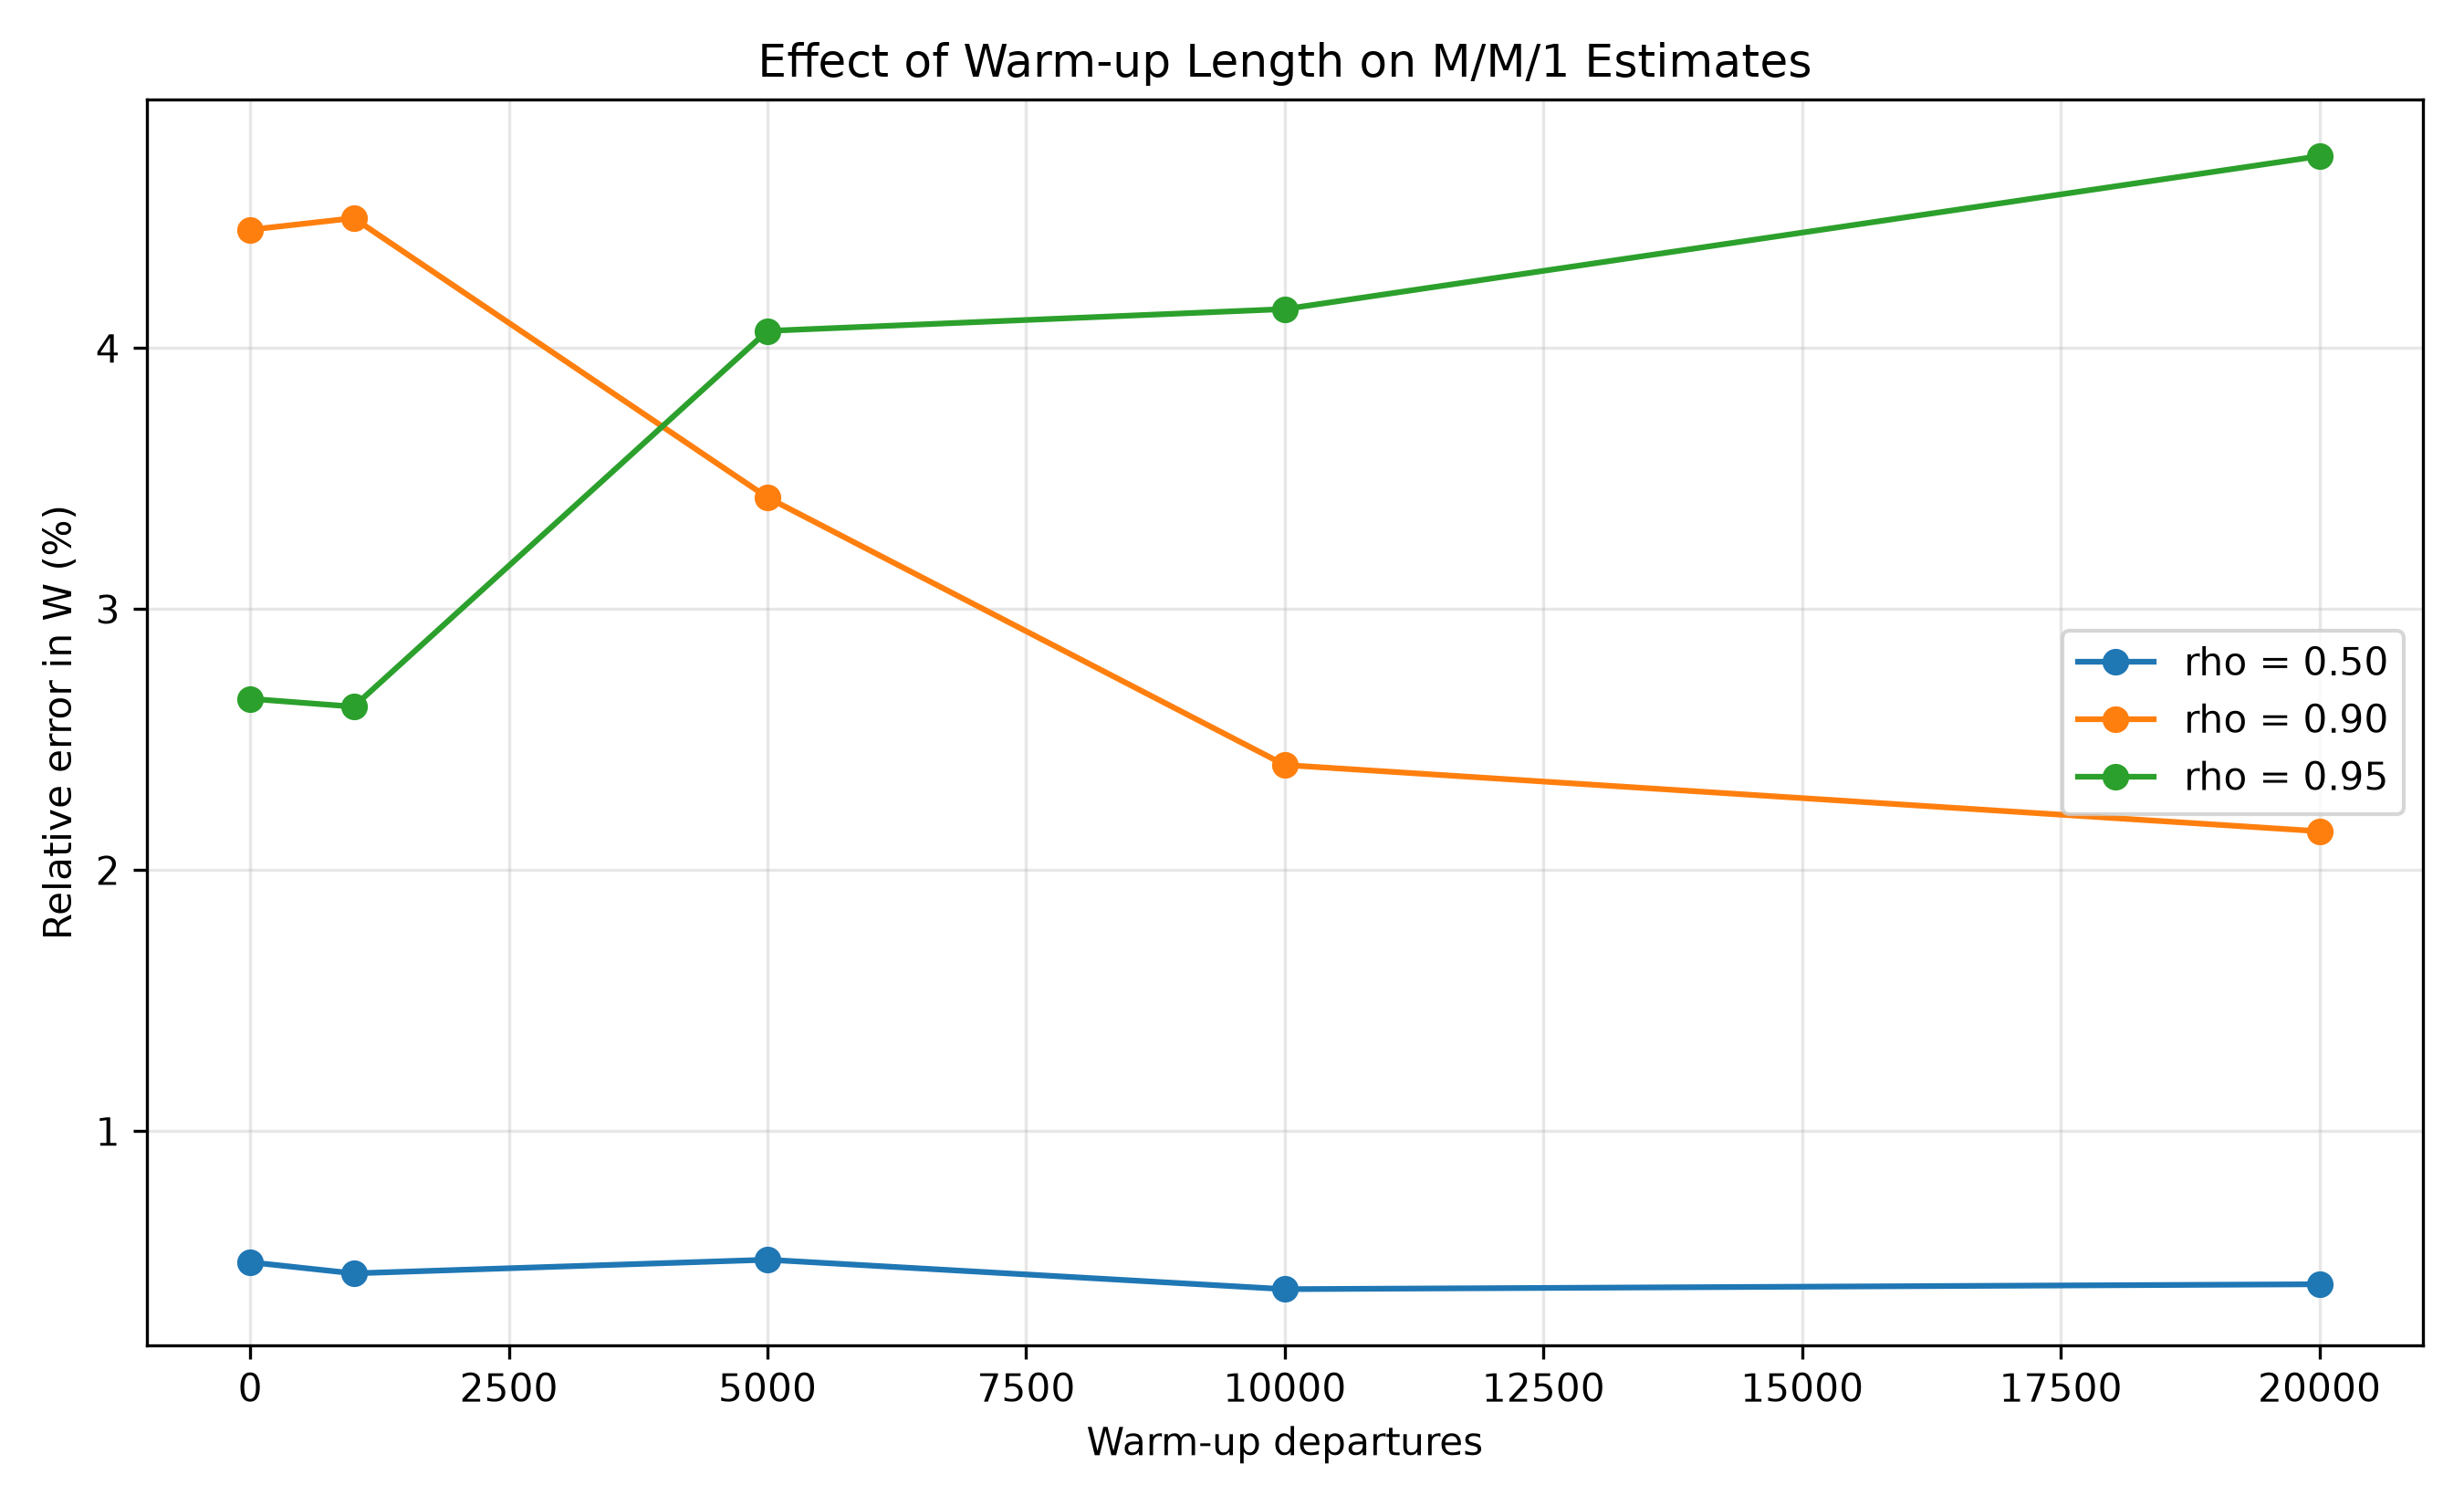 Effect of Warm-up Length on M/M/1 Estimates
Relative error in W (%)
4
3
2
1
rho = 0.50
rho = 0.90
rho = 0.95
0 2500 5000 7500 10000 12500 15000 17500 20000
Warm-up departures